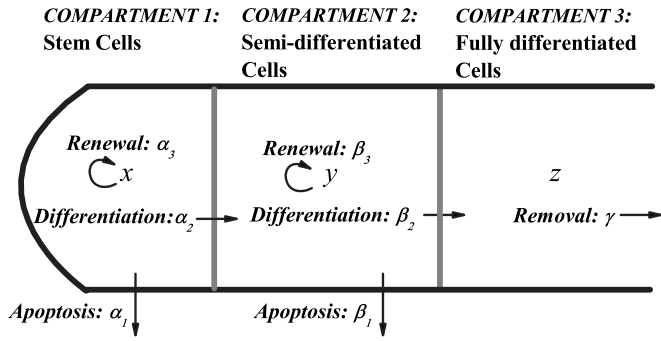 COMPARTMENT 1:
Stem Cells
COMPARTMENT 2:
Semi-differentiated
Cells
COMPARTMENT 3:
Fully differentiated
Cells
Renewal: α₃
x
Differentiation:α₂
Apoptosis: α₁
Renewal: β₃
y
Differentiation: β₂
Apoptosis: β₁
z
Removal: γ